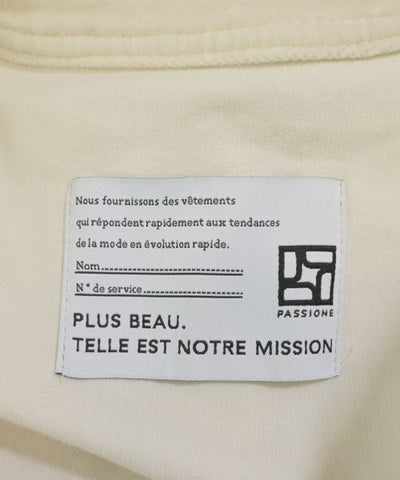 Nous fournissons des vêtements
qui répondent rapidement aux tendances
de la mode en évolution rapide.
Nom
N° de service
PASSIONE
PLUS BEAU.
TELLE EST NOTRE MISSION